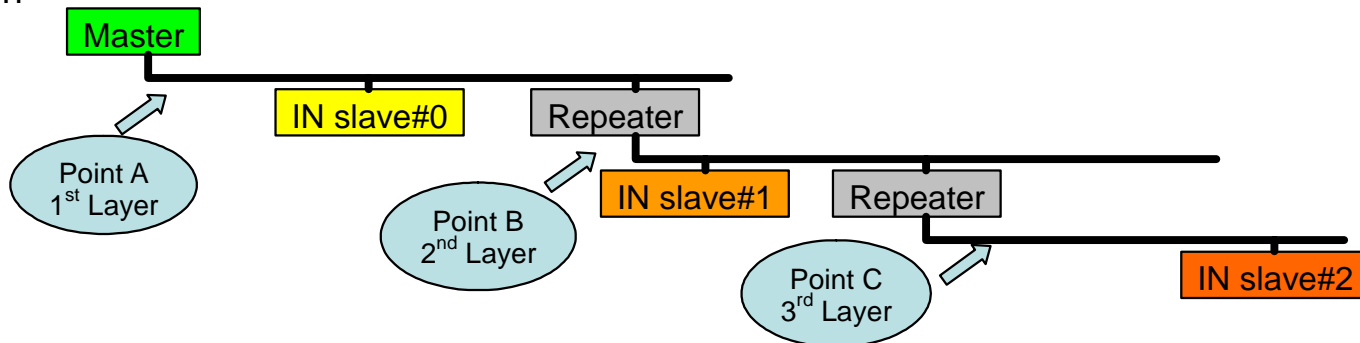 Master
IN slave#0
Repeater
Point A
1st Layer
IN slave#1
Repeater
Point B
2nd Layer
IN slave#2
Point C
3rd Layer